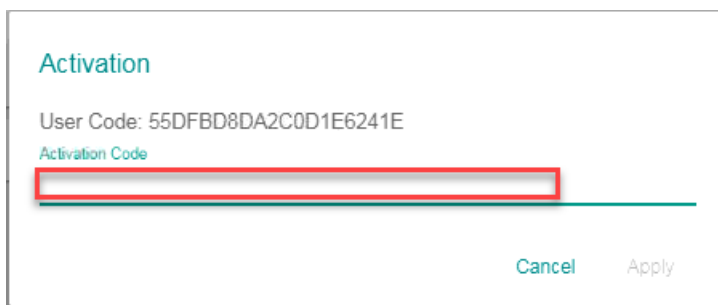 Activation
User Code: 55DFBD8DA2C0D1E6241E
Activation Code
Cancel Apply